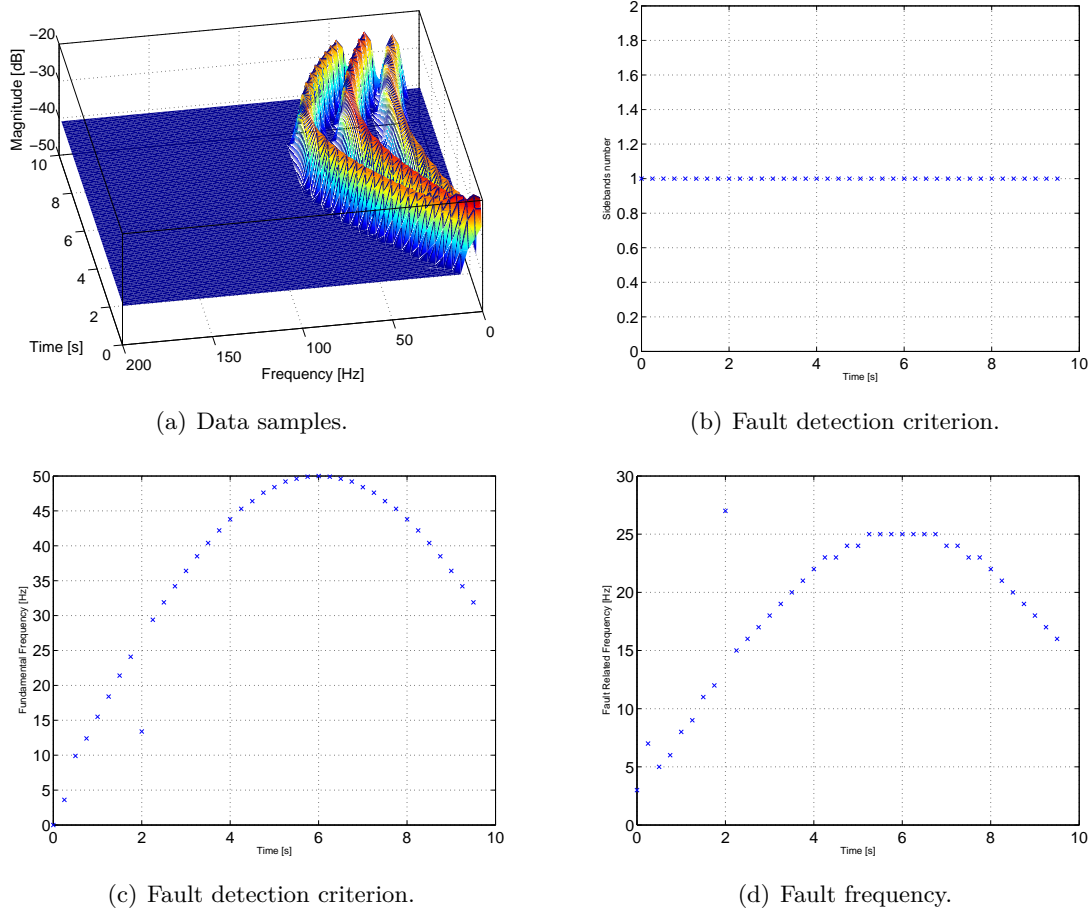 −20
−30
−40
−50
Magnitude [dB]
10
8
6
4
2
0
Time [s]
200
150
100
50
0
Frequency [Hz]
(a) Data samples.
2
1.8
1.6
1.4
1.2
1
0.8
0.6
0.4
0.2
0
Sidebands number
0 2 4 6 8 10
Time [s]
(b) Fault detection criterion.
50
45
40
35
30
25
20
15
10
5
0
Fundamental Frequency [Hz]
0 2 4 6 8 10
Time [s]
(c) Fault detection criterion.
30
25
20
15
10
5
0
Fault Related Frequency [Hz]
0 2 4 6 8 10
Time [s]
(d) Fault frequency.